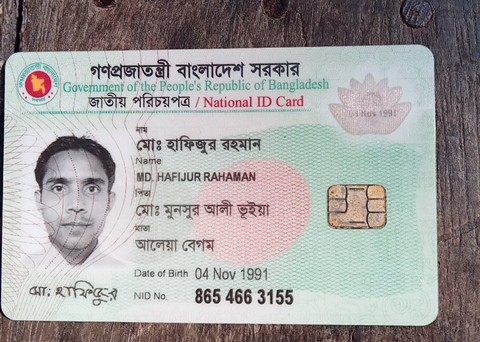 গণপ্রজাতন্ত্রী বাংলাদেশ সরকার
Government of the People's Republic of Bangladesh
জাতীয় পরিচয়পত্র / National ID Card
04 Nov 1991
নাম
মোঃ হাফিজুর রহমান
Name
MD. HAFIJUR RAHAMAN
পিতা
মোঃ মুনসুর আলী ভূইয়া
মাতা
আলেয়া বেগম
Date of Birth 04 Nov 1991
মো: হাফিজুর
NID No. 865 466 3155